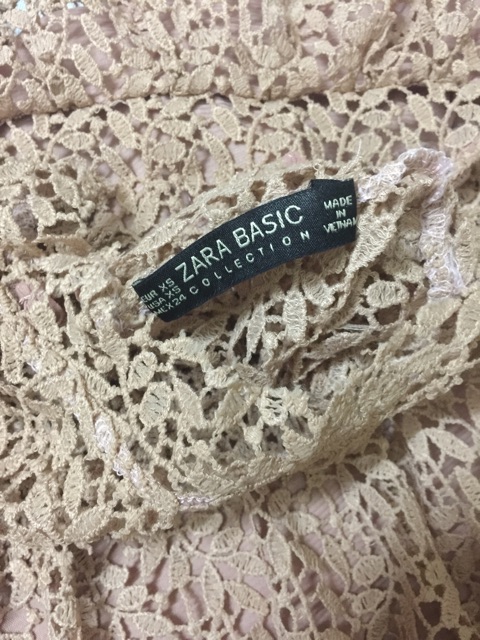 EUR XS
USA XS
MEX 24
ZARA BASIC
COLLECTION
MADE
IN
VIETNAM